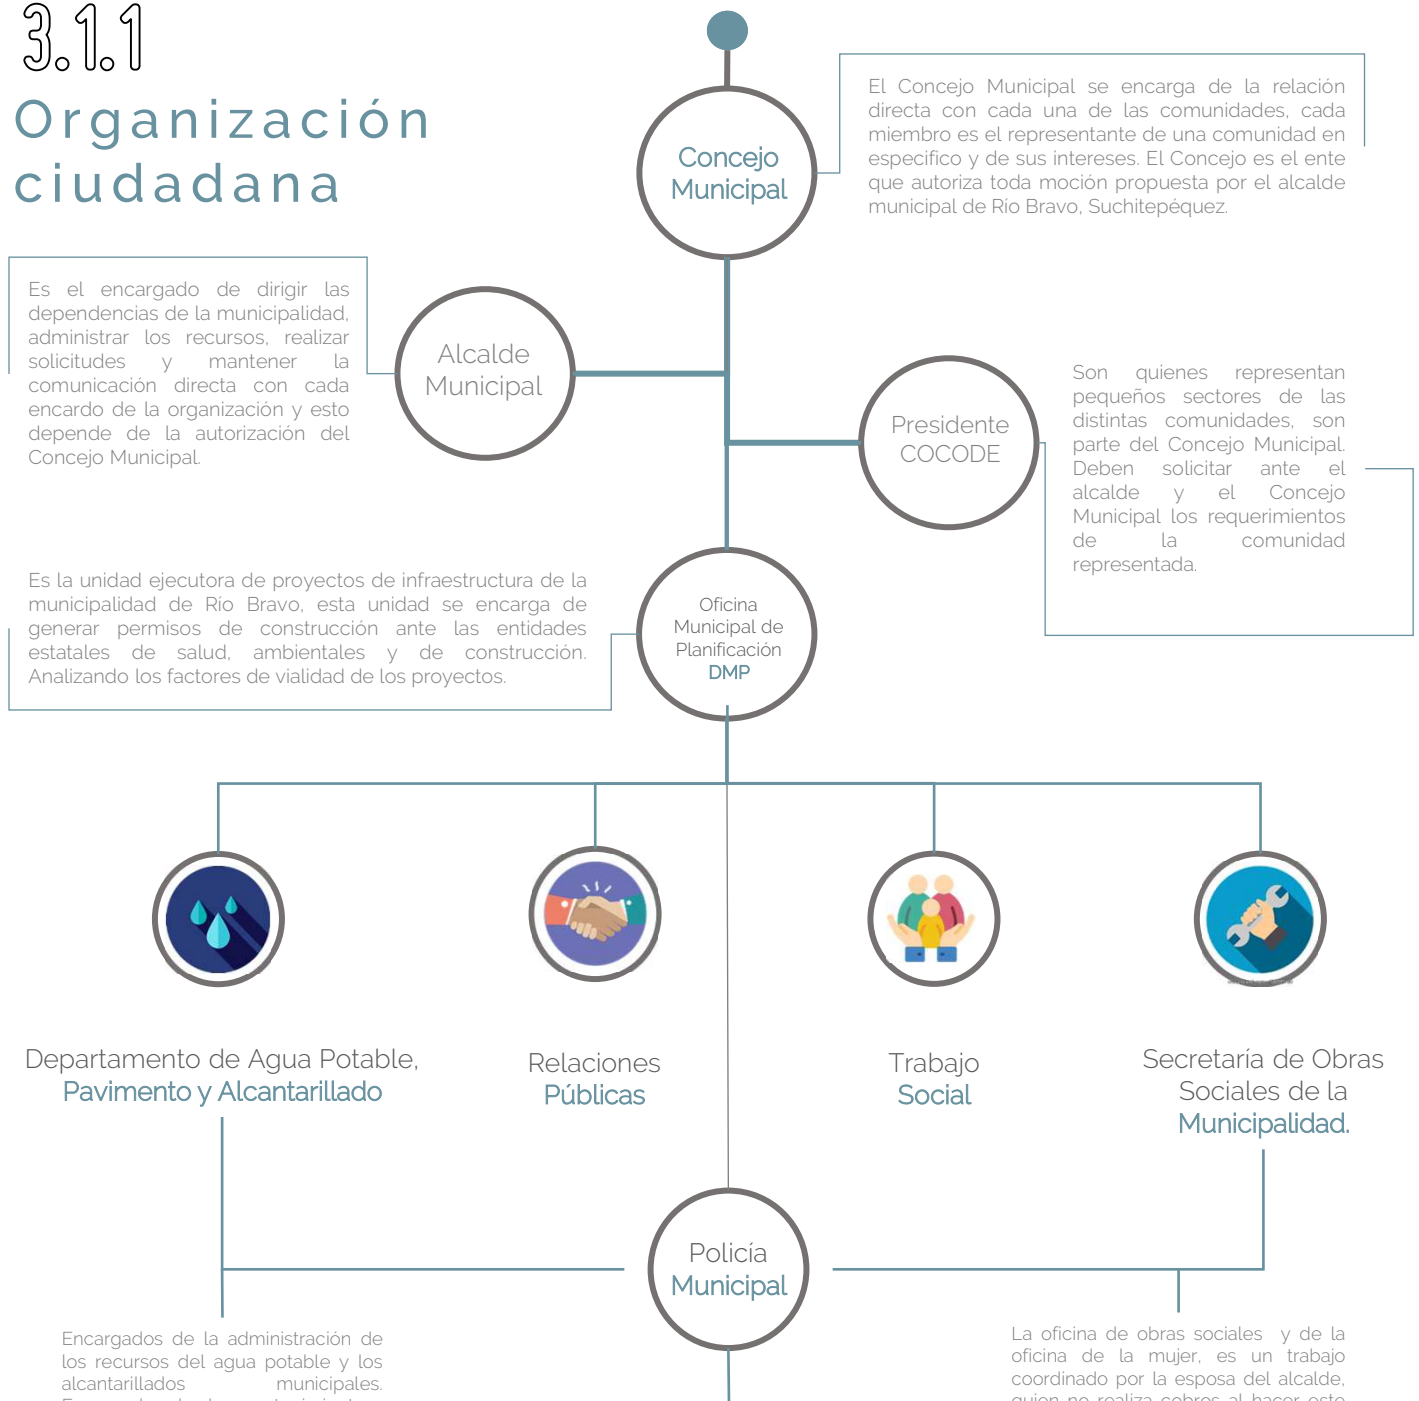 3.1.1
Organización
ciudadana
Concejo
Municipal
El Concejo Municipal se encarga de la relación
directa con cada una de las comunidades, cada
miembro es el representante de una comunidad en
especifico y de sus intereses. El Concejo es el ente
que autoriza toda moción propuesta por el alcalde
municipal de Río Bravo, Suchitepéquez.
Es el encargado de dirigir las
dependencias de la municipalidad,
administrar los recursos, realizar
solicitudes y mantener la
comunicación directa con cada
encardo de la organización y esto
depende de la autorización del
Concejo Municipal.
Alcalde
Municipal
Presidente
COCODE
Son quienes representan
pequeños sectores de las
distintas comunidades, son
parte del Concejo Municipal.
Deben solicitar ante el
alcalde y el Concejo
Municipal los requerimientos
de la comunidad
representada.
Es la unidad ejecutora de proyectos de infraestructura de la
municipalidad de Río Bravo, esta unidad se encarga de
generar permisos de construcción ante las entidades
estatales de salud, ambientales y de construcción.
Analizando los factores de vialidad de los proyectos.
Oficina
Municipal de
Planificación
DMP
Departamento de Agua Potable,
Pavimento y Alcantarillado
Relaciones
Públicas
Trabajo
Social
Secretaría de Obras
Sociales de la
Municipalidad.
Policía
Municipal
Encargados de la administración de
los recursos del agua potable y los
alcantarillados municipales.
La oficina de obras sociales y de la
oficina de la mujer, es un trabajo
coordinado por la esposa del alcalde,
quien no realiza cobros al hacer este